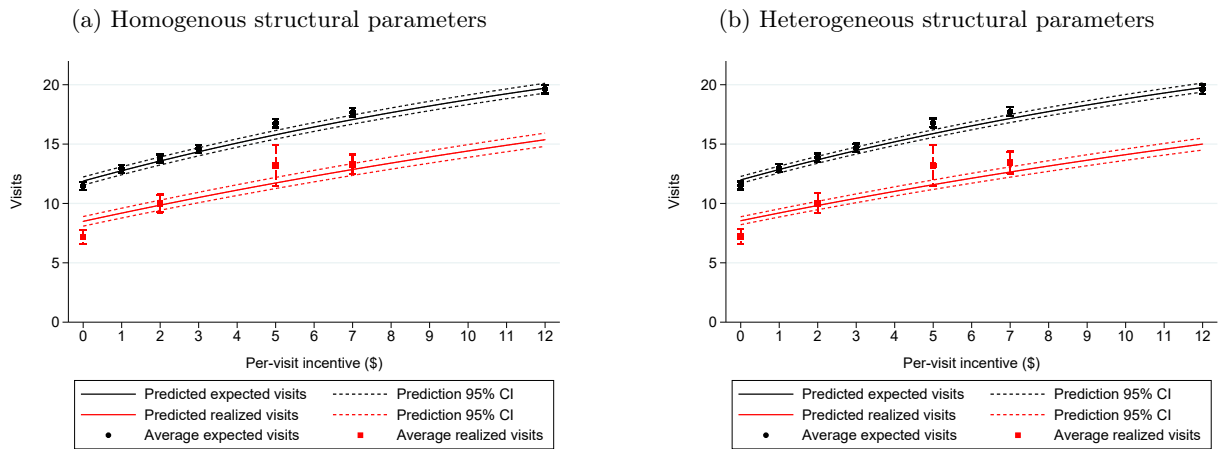 (a) Homogenous structural parameters
20
15
10
5
0
Visits
0 1 2 3 4 5 6 7 8 9 10 11 12
Per-visit incentive ($)
Predicted expected visits Prediction 95% CI
Predicted realized visits Prediction 95% CI
Average expected visits Average realized visits
(b) Heterogeneous structural parameters
20
15
10
5
0
Visits
0 1 2 3 4 5 6 7 8 9 10 11 12
Per-visit incentive ($)
Predicted expected visits Prediction 95% CI
Predicted realized visits Prediction 95% CI
Average expected visits Average realized visits